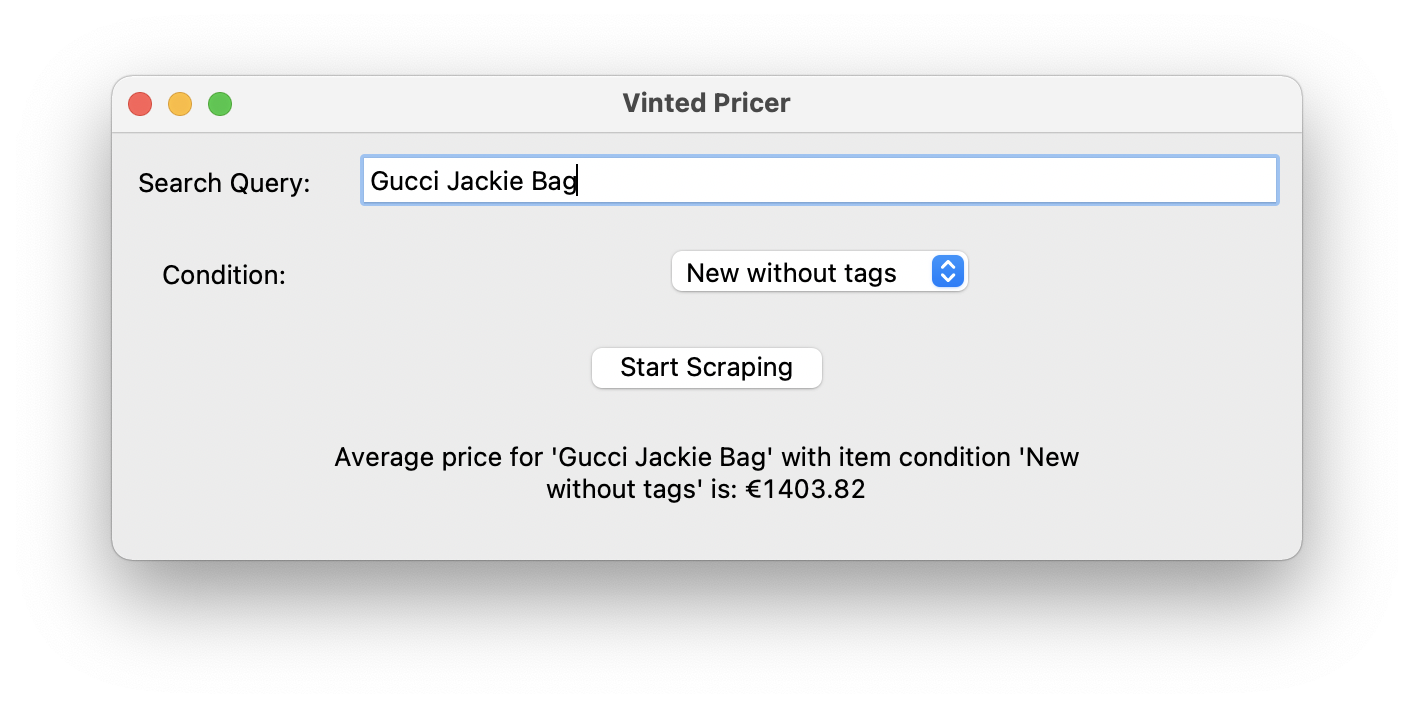 Vinted Pricer
Search Query: Gucci Jackie Bag
Condition: New without tags
Start Scraping
Average price for 'Gucci Jackie Bag' with item condition 'New
without tags' is: €1403.82